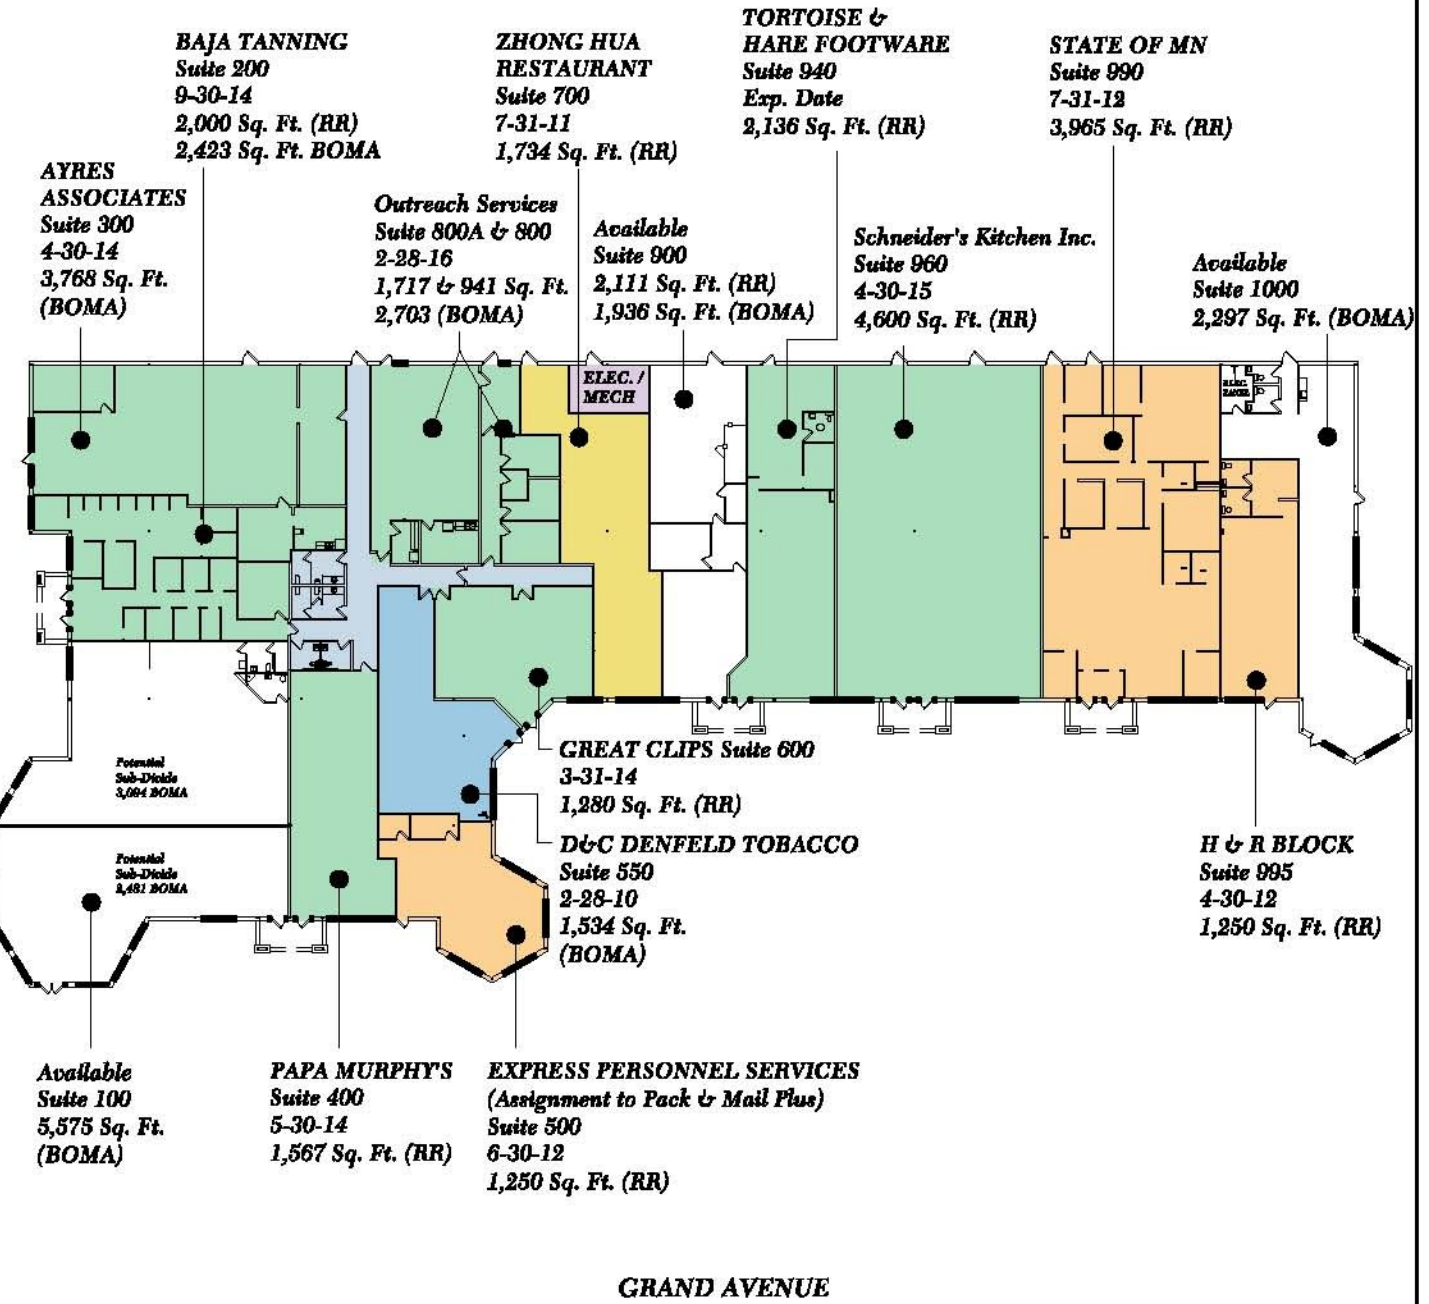 BAJA TANNING
Suite 200
9-30-14
2,000 Sq. Ft. (RR)
2,423 Sq. Ft. BOMA
ZHONG HUA
RESTAURANT
Suite 700
7-31-11
1,734 Sq. Ft. (RR)
TORTOISE &
HARE FOOTWARE
Suite 940
Exp. Date
2,136 Sq. Ft. (RR)
STATE OF MN
Suite 990
7-31-12
3,965 Sq. Ft. (RR)
AYRES
ASSOCIATES
Suite 300
4-30-14
3,768 Sq. Ft.
(BOMA)
Outreach Services
Suite 800A & 800
2-28-16
1,717 & 941 Sq. Ft.
2,703 (BOMA)
Available
Suite 900
2,111 Sq. Ft. (RR)
1,936 Sq. Ft. (BOMA)
Schneider's Kitchen Inc.
Suite 960
4-30-15
4,600 Sq. Ft. (RR)
Available
Suite 1000
2,297 Sq. Ft. (BOMA)
ELEC. /
MECH
ELEC.
Potential
Sub-Divide
3,094 BOMA
Potential
Sub-Divide
2,481 BOMA
GREAT CLIPS Suite 600
3-31-14
1,280 Sq. Ft. (RR)
D&C DENFELD TOBACCO
Suite 550
2-28-10
1,534 Sq. Ft.
(BOMA)
H & R BLOCK
Suite 995
4-30-12
1,250 Sq. Ft. (RR)
Available
Suite 100
5,575 Sq. Ft.
(BOMA)
PAPA MURPHY'S
Suite 400
5-30-14
1,567 Sq. Ft. (RR)
EXPRESS PERSONNEL SERVICES
(Assignment to Pack & Mail Plus)
Suite 500
6-30-12
1,250 Sq. Ft. (RR)
GRAND AVENUE